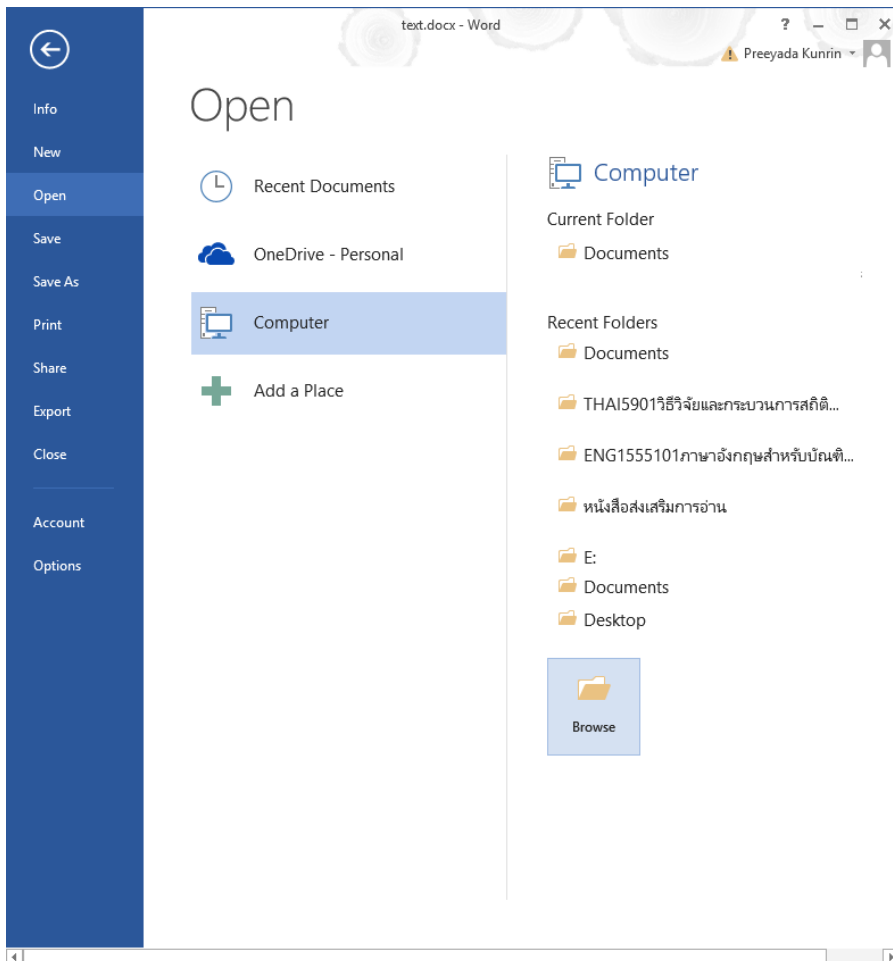 text.docx - Word
?
Preeyada Kunrin
Info
New
Open
Save
Save As
Print
Share
Export
Close
Account
Options
Open
Recent Documents
OneDrive - Personal
Computer
Add a Place
Computer
Current Folder
Documents
Recent Folders
Documents
THAI5901วิธีวิจัยและกระบวนการสถิติ...
ENG1555101ภาษาอังกฤษสำหรับบัณฑิ...
หนังสือส่งเสริมการอ่าน
E:
Documents
Desktop
Browse